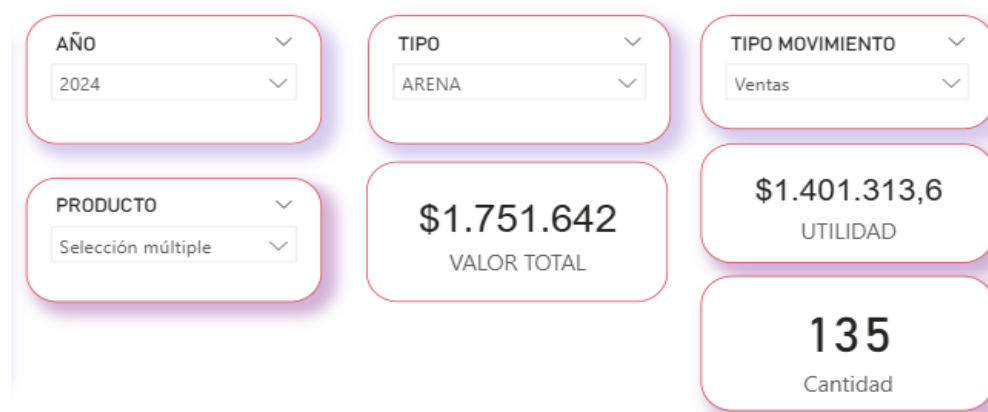 AÑO
2024
TIPO
ARENA
TIPO MOVIMIENTO
Ventas
PRODUCTO
Selección múltiple
$1.751.642
VALOR TOTAL
$1.401.313,6
UTILIDAD
135
Cantidad